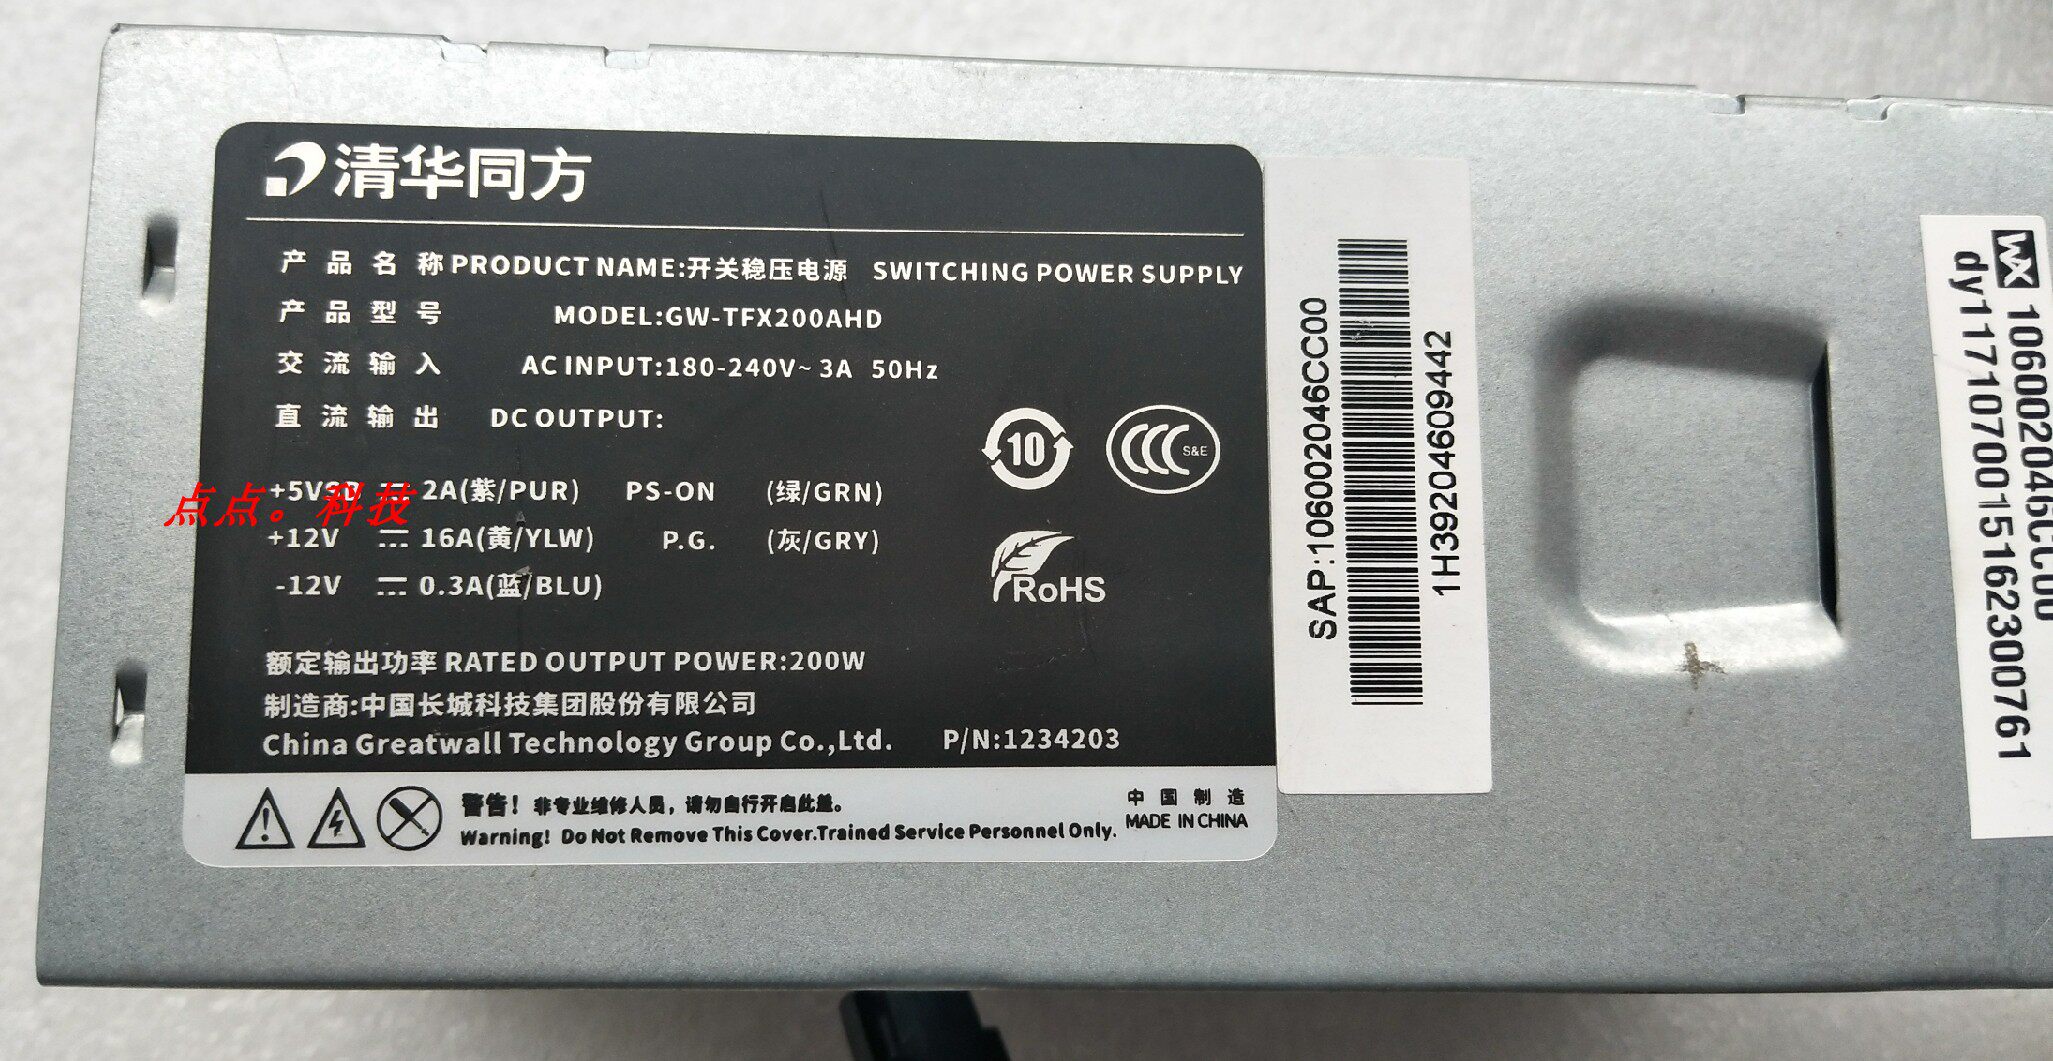 清华同方
产品名称 PRODUCT NAME:开关稳压电源 SWITCHING POWER SUPPLY
产品型号 MODEL:GW-TFX200AHD
交流输入 AC INPUT:180-240V~ 3A 50Hz
直流输出 DC OUTPUT:
2A(紫/PUR) PS-ON (绿/GRN)
点点。科技
+12V ⎓ 16A(黄/YLW) P.G. (灰/GRY)
-12V ⎓ 0.3A(蓝/BLU)
10
CCC S&E
RoHS
额定输出功率 RATED OUTPUT POWER:200W
制造商:中国长城科技集团股份有限公司
China Greatwall Technology Group Co.,Ltd. P/N:1234203
警告! 非专业维修人员,请勿自行开启此盖。
Warning! Do Not Remove This Cover.Trained Service Personnel Only.
中国制造
MADE IN CHINA
SAP:106002046CC00
1H39204609442
WX 106002046CC00
dy1171070015162300761